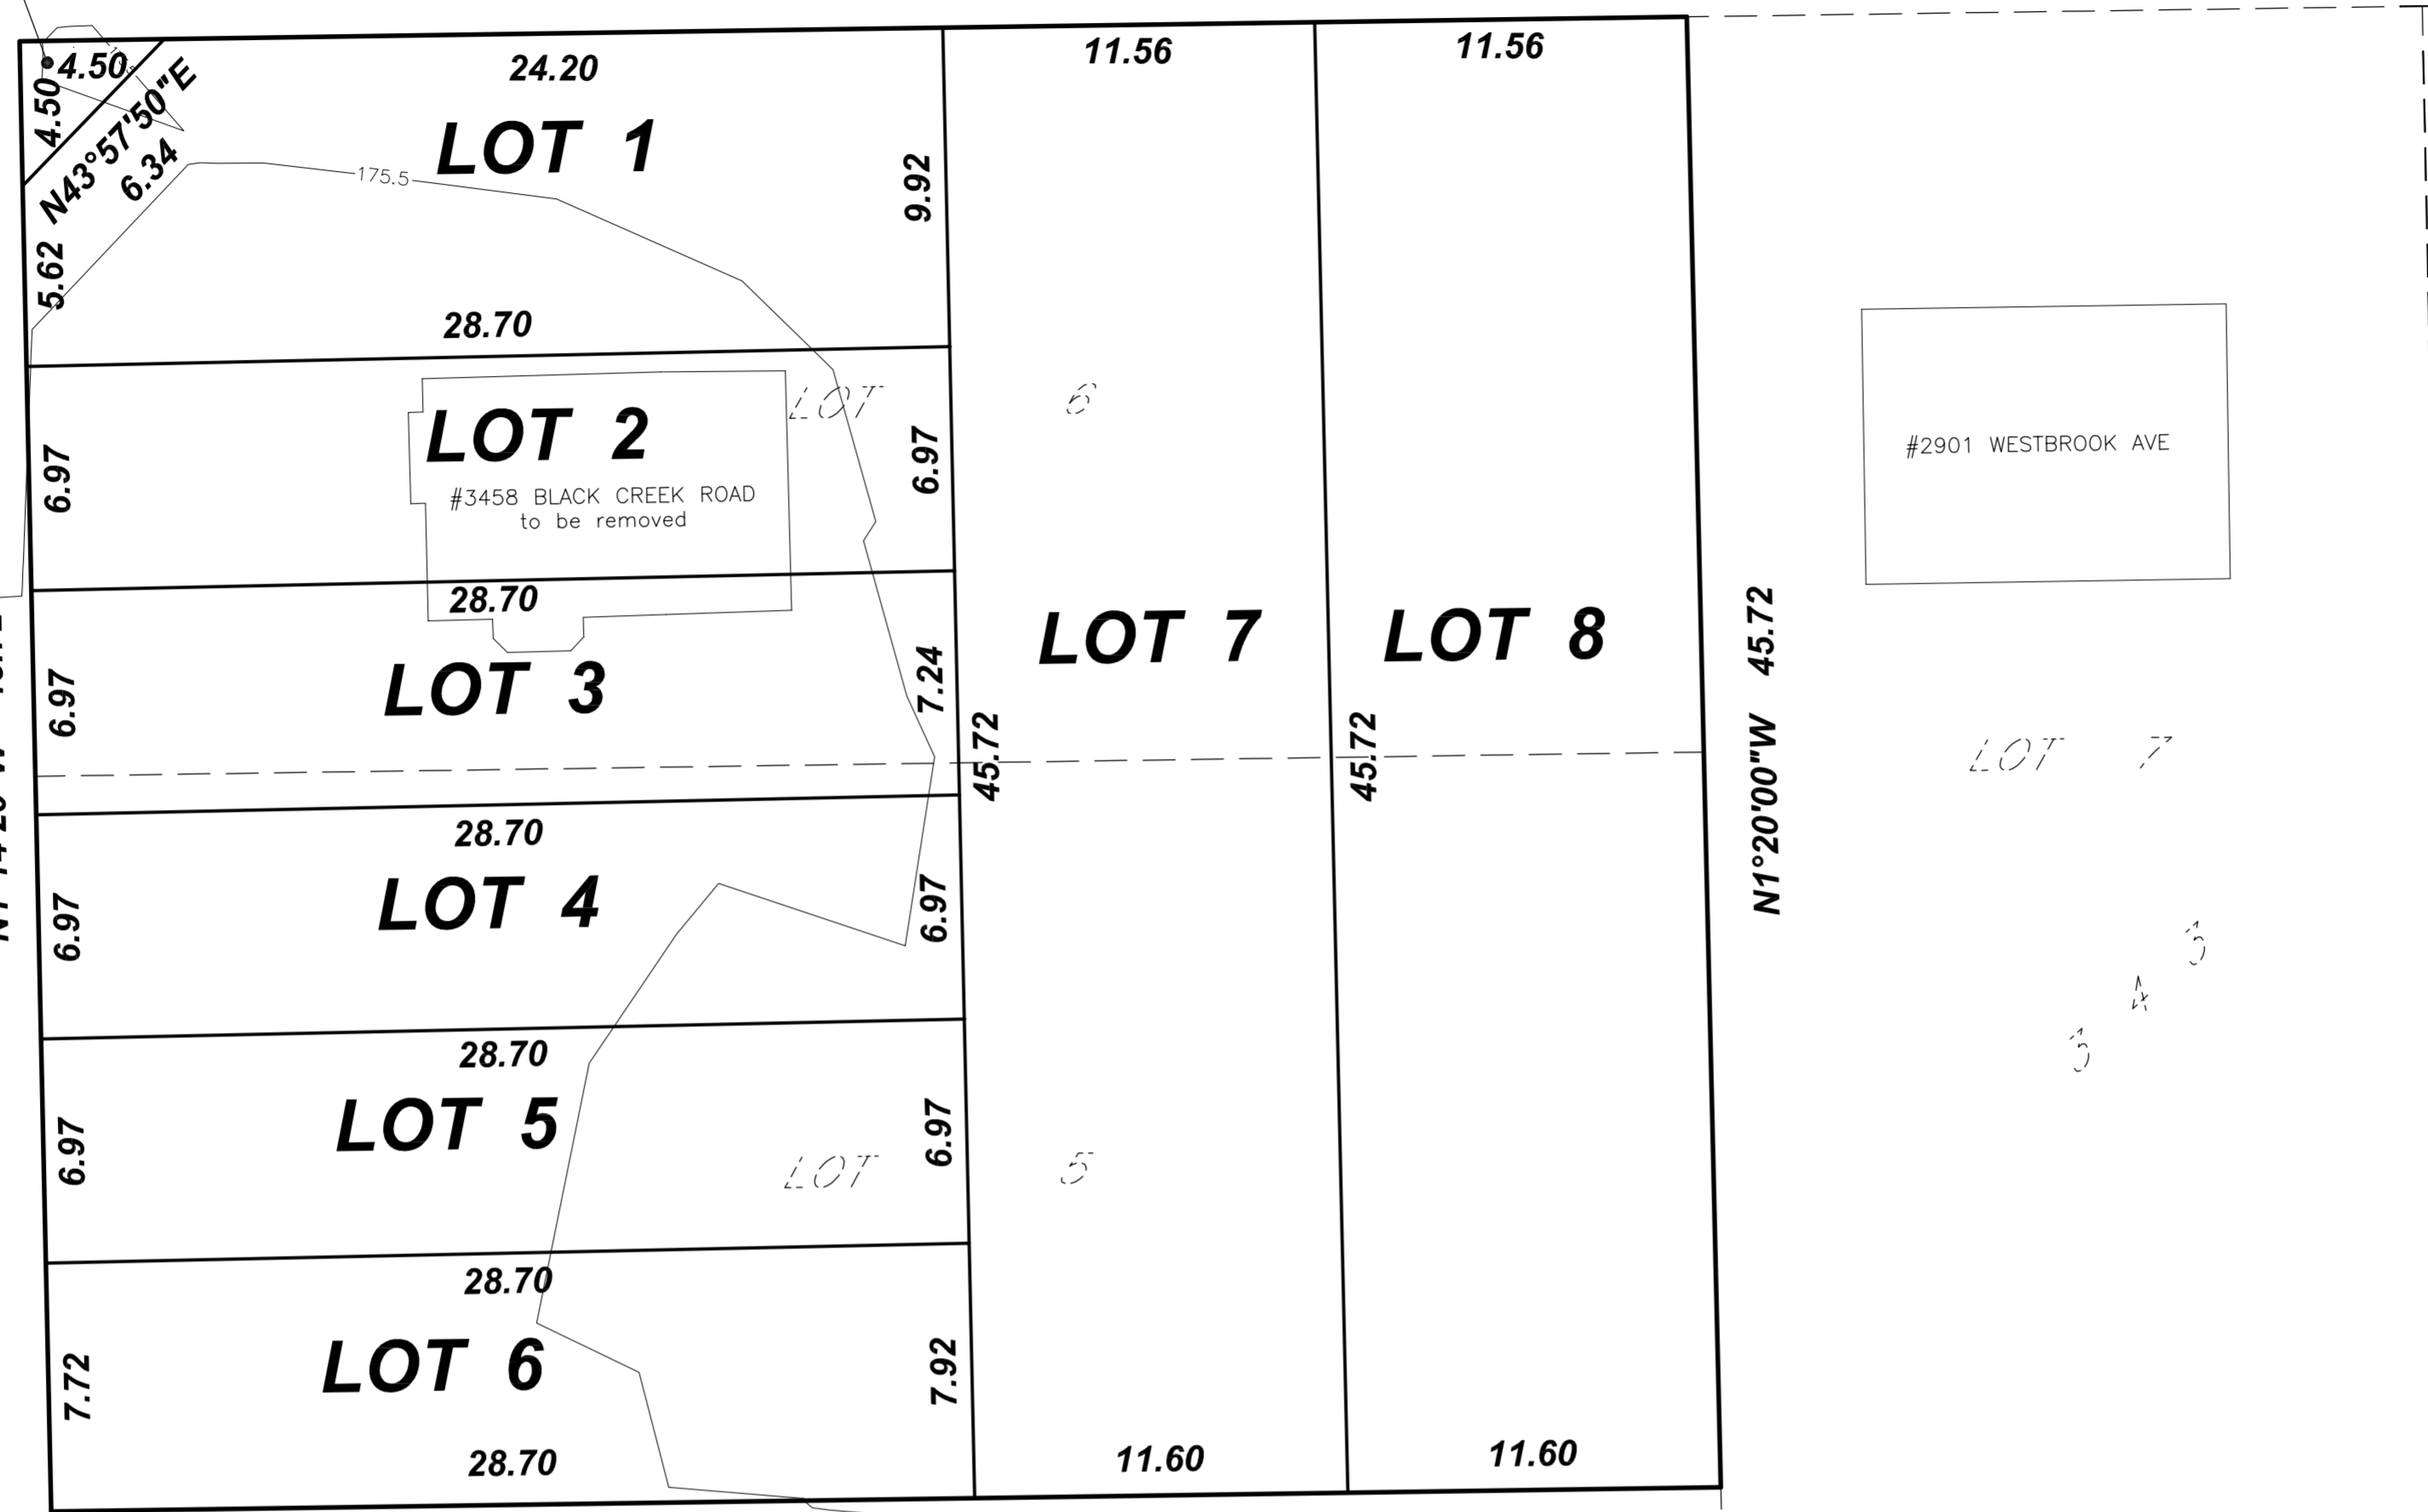 4.50
24.20
11.56
11.56
4.50
N43°57'50"E
6.34
LOT 1
9.92
175.5
5.62
28.70
LOT 6
LOT 2
#3458 BLACK CREEK ROAD
to be removed
6.97
6.97
#2901 WESTBROOK AVE
28.70
LOT 3
6.97
7.24
LOT 7
LOT 8
45.72
45.72
N1°20'00"W 45.72
LOT 7
28.70
LOT 4
6.97
6.97
3 4 3
28.70
LOT 5
6.97
6.97
LOT 5
28.70
LOT 6
7.72
7.92
28.70
11.60
11.60